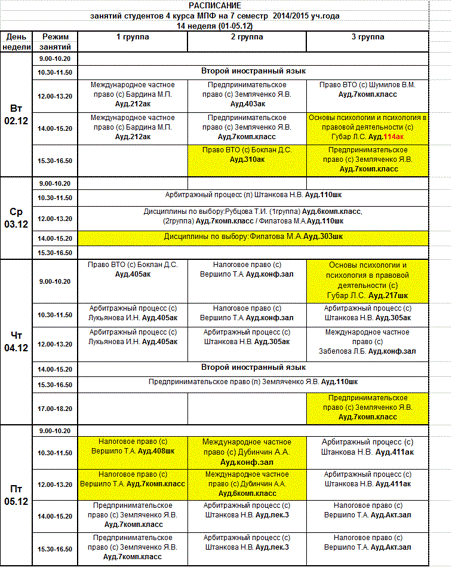 РАСПИСАНИЕ
занятий студентов 4 курса МПФ на 7 семестр 2014/2015 уч.года
14 неделя (01-05.12)
День недели Режим занятий 1 группа 2 группа 3 группа
Вт 02.12
9.00-10.20
10.30-11.50 Второй иностранный язык
12.00-13.20 Международное частное право (с) Бардина М.П. Ауд.212ак Предпринимательское право (с) Земляченко Я.В. Ауд.403ак Право ВТО (с) Шумилов В.М. Ауд.7комп.класс
14.00-15.20 Международное частное право (с) Бардина М.П. Ауд.212ак Предпринимательское право (с) Земляченко Я.В. Ауд.7комп.класс Основы психологии и психология в правовой деятельности (с) Губар Л.С. Ауд.114ак
15.30-16.50 Право ВТО (с) Боклан Д.С. Ауд.310ак Предпринимательское право (с) Земляченко Я.В. Ауд.7комп.класс
Ср 03.12
9.00-10.20
10.30-11.50 Арбитражный процесс (л) Штанкова Н.В. Ауд.110шк
12.00-13.20 Дисциплины по выбору:Рубцова Т.И. (1группа) Ауд.6комп.класс,
(2группа) Ауд.7комп.класс / Филатова М.А.Ауд.110шк
14.00-15.20 Дисциплины по выбору:Филатова М.А.Ауд.303шк
15.30-16.50
Чт 04.12
9.00-10.20 Право ВТО (с) Боклан Д.С. Ауд.405ак Налоговое право (с) Вершило Т.А. Ауд.конф.зал Основы психологии и психология в правовой деятельности (с) Губар Л.С. Ауд.217шк
10.30-11.50 Арбитражный процесс (с) Лукьянова И.Н. Ауд.405ак Налоговое право (с) Вершило Т.А. Ауд.конф.зал Арбитражный процесс (с) Штанкова Н.В. Ауд.305ак
12.00-13.20 Арбитражный процесс (с) Лукьянова И.Н. Ауд.405ак Арбитражный процесс (с) Штанкова Н.В. Ауд.305ак Международное частное право (с) Забелова Л.Б. Ауд.конф.зал
14.00-15.20 Второй иностранный язык
15.30-16.50 Предпринимательское право (л) Земляченко Я.В. Ауд.110шк
17.00-18.20 Предпринимательское право (с) Земляченко Я.В. Ауд.7комп.класс
Пт 05.12
9.00-10.20
10.30-11.50 Налоговое право (с) Вершило Т.А. Ауд.408шк Международное частное право (с) Дубинчин А.А. Ауд.конф.зал Арбитражный процесс (с) Штанкова Н.В. Ауд.411ак
12.00-13.20 Налоговое право (с) Вершило Т.А. Ауд.7комп.класс Международное частное право (с) Дубинчин А.А. Ауд.6комп.класс Арбитражный процесс (с) Штанкова Н.В. Ауд.411ак
14.00-15.20 Предпринимательское право (с) Земляченко Я.В. Ауд.7комп.класс Арбитражный процесс (с) Штанкова Н.В. Ауд.лек.3 Налоговое право (с) Вершило Т.А. Ауд.Акт.зал
15.30-16.50 Предпринимательское право (с) Земляченко Я.В. Ауд.7комп.класс Арбитражный процесс (с) Штанкова Н.В. Ауд.лек.3 Налоговое право (с) Вершило Т.А. Ауд.Акт.зал